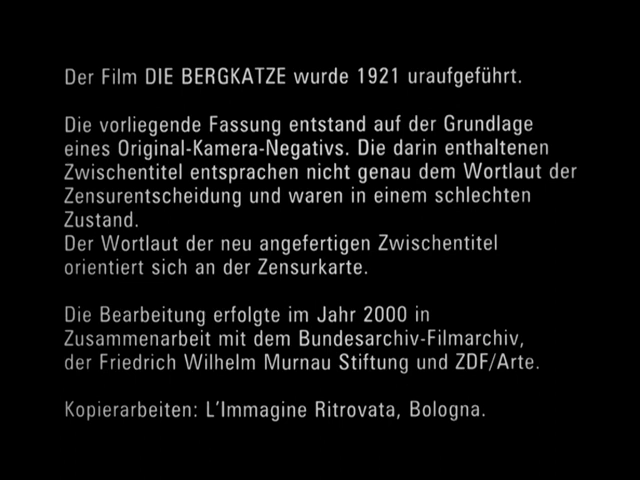 Der Film DIE BERGKATZE wurde 1921 uraufgeführt.
Die vorliegende Fassung entstand auf der Grundlage
eines Original-Kamera-Negativs. Die darin enthaltenen
Zwischentitel entsprachen nicht genau dem Wortlaut der
Zensurentscheidung und waren in einem schlechten
Zustand.
Der Wortlaut der neu angefertigten Zwischentitel
orientiert sich an der Zensurkarte.
Die Bearbeitung erfolgte im Jahr 2000 in
Zusammenarbeit mit dem Bundesarchiv-Filmarchiv,
der Friedrich Wilhelm Murnau Stiftung und ZDF/Arte.
Kopierarbeiten: L'Immagine Ritrovata, Bologna.